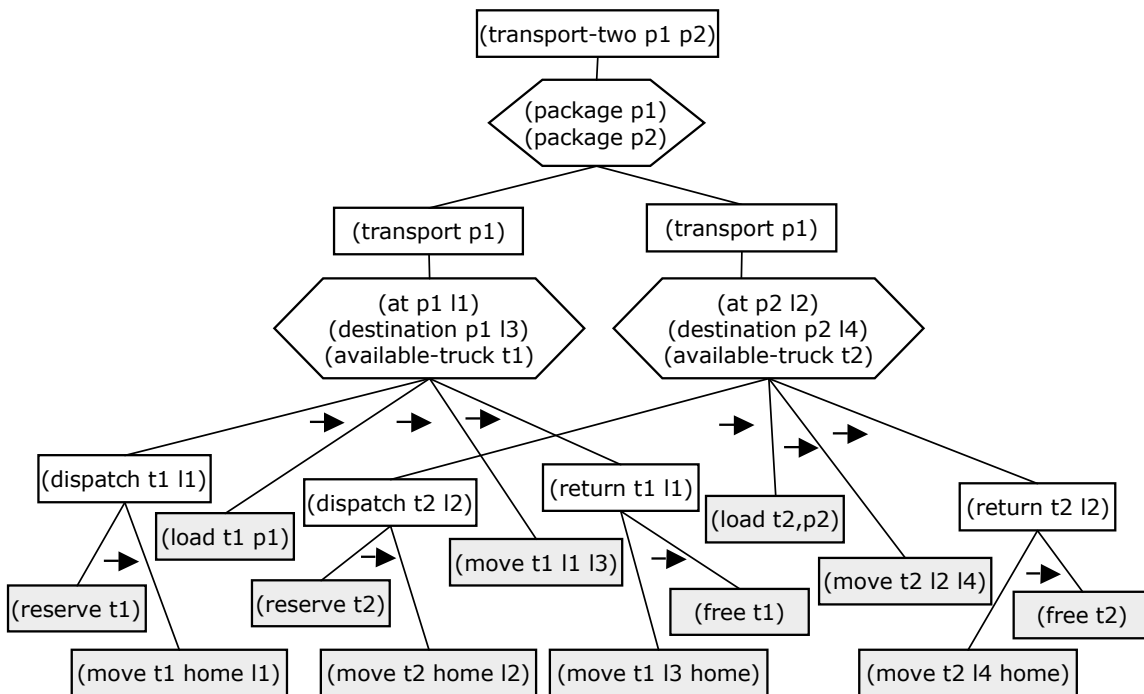 (transport-two p1 p2)
(package p1)
(package p2)
(transport p1)
(transport p1)
(at p1 l1)
(destination p1 l3)
(available-truck t1)
(at p2 l2)
(destination p2 l4)
(available-truck t2)
(dispatch t1 l1)
(load t1 p1)
(dispatch t2 l2)
(move t1 l1 l3)
(return t1 l1)
(load t2,p2)
(move t2 l2 l4)
(return t2 l2)
(reserve t1)
(reserve t2)
(free t1)
(free t2)
(move t1 home l1)
(move t2 home l2)
(move t1 l3 home)
(move t2 l4 home)